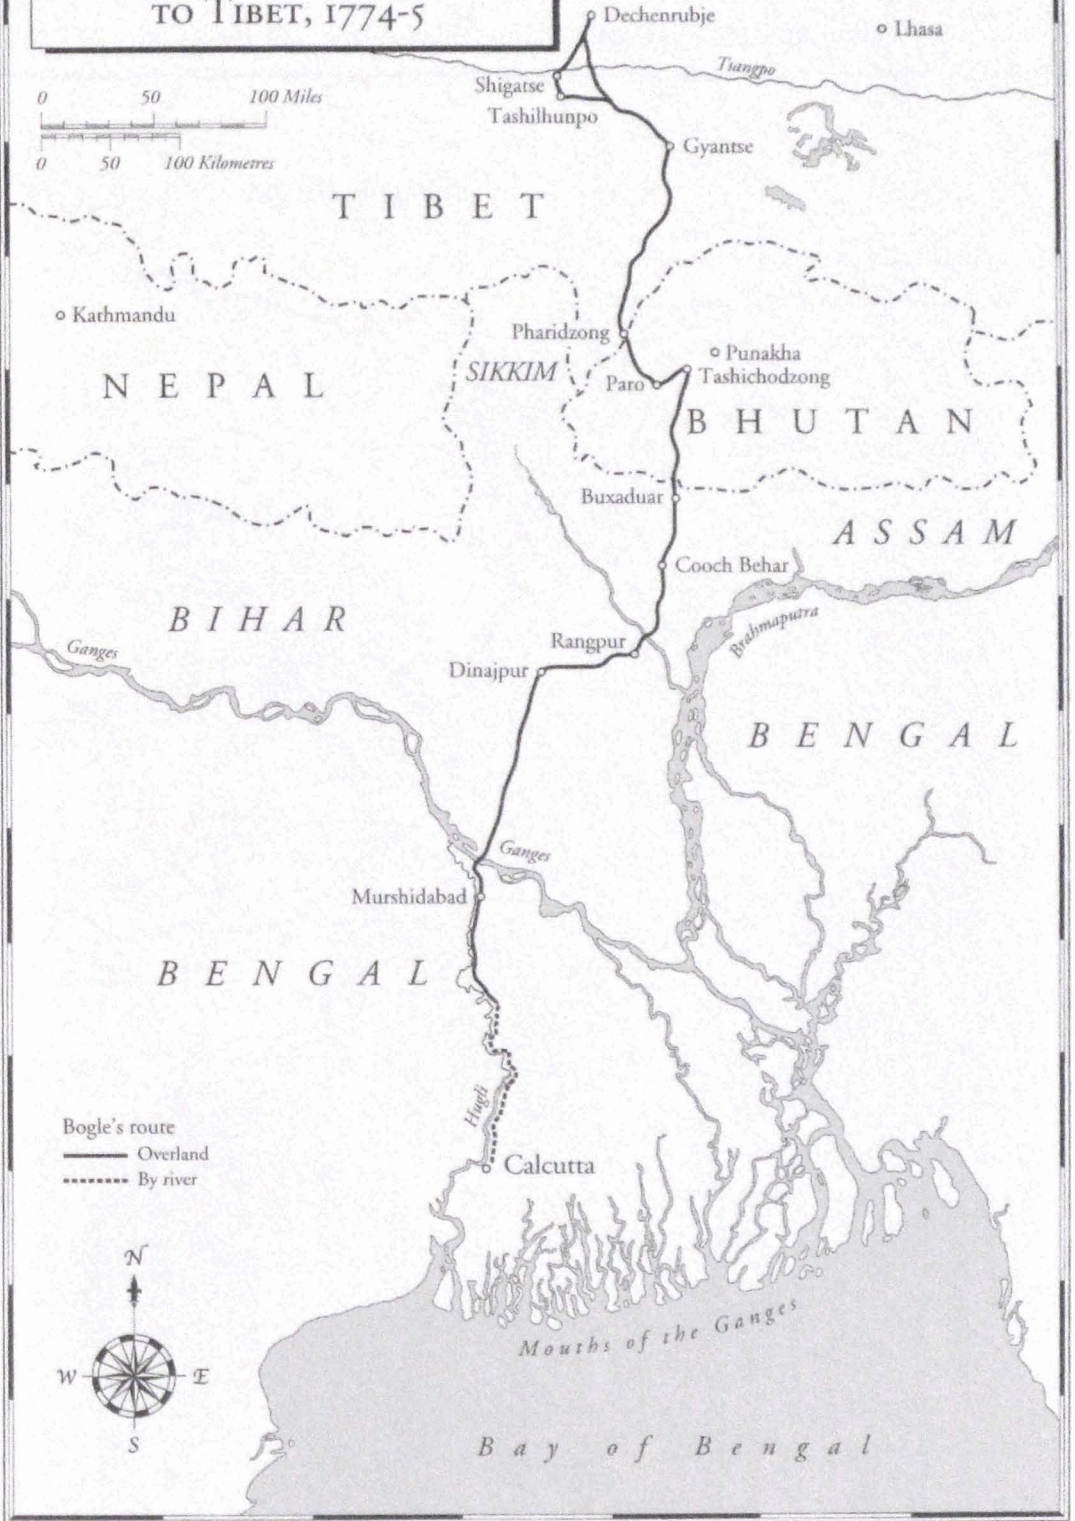 TO TIBET, 1774-5
Dechenrubje
Lhasa
Tsangpo
Shigatse
0 50 100 Miles
Tashilhunpo
Gyantse
0 50 100 Kilometres
TIBET
Kathmandu
Pharidzong
Punakha
SIKKIM
Tashichodzong
NEPAL
Paro
BHUTAN
Buxaduar
ASSAM
Cooch Behar
BIHAR
Brahmaputra
Rangpur
Ganges
Dinajpur
BENGAL
Ganges
Murshidabad
BENGAL
Hugli
Bogle's route
Overland
Calcutta
By river
N
Mouths of the Ganges
W E
S
Bay of Bengal